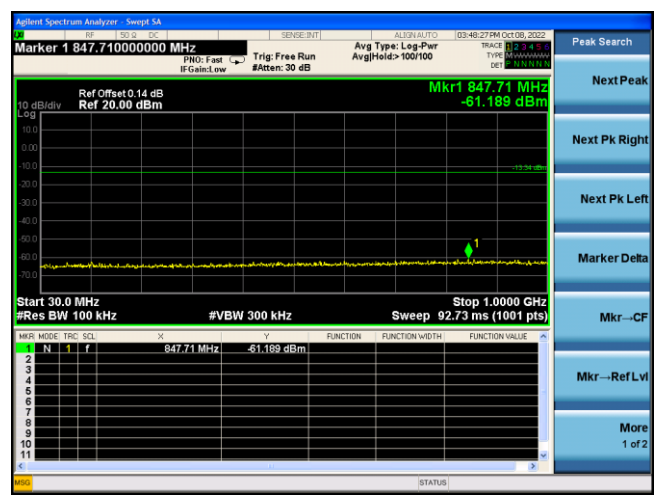 Agilent Spectrum Analyzer - Swept SA
RF 50 Ω DC SENSE:INT ALIGN AUTO 03:48:27 PM Oct 08, 2022
Marker 1 847.710000000 MHz
PNO: Fast
IFGain:Low
Trig: Free Run
#Atten: 30 dB
Avg Type: Log-Pwr
Avg|Hold:>100/100
TRACE 1 2 3 4 5 6
TYPE MWWWWW
DET P N N N N N
Peak Search
Next Peak
Next Pk Right
Next Pk Left
Marker Delta
Mkr→CF
Mkr→Ref Lvl
More
1 of 2
Mkr1 847.71 MHz
-61.189 dBm
Ref Offset 0.14 dB
10 dB/div Ref 20.00 dBm
Log
10.0
0.00
-10.0
-13.34 dBm
-20.0
-30.0
-40.0
-50.0
1
-60.0
-70.0
Start 30.0 MHz Stop 1.0000 GHz
#Res BW 100 kHz #VBW 300 kHz Sweep 92.73 ms (1001 pts)
MKR MODE TRC SCL X Y FUNCTION FUNCTION WIDTH FUNCTION VALUE
1 N 1 f 847.71 MHz -61.189 dBm
2
3
4
5
6
7
8
9
10
11
MSG STATUS